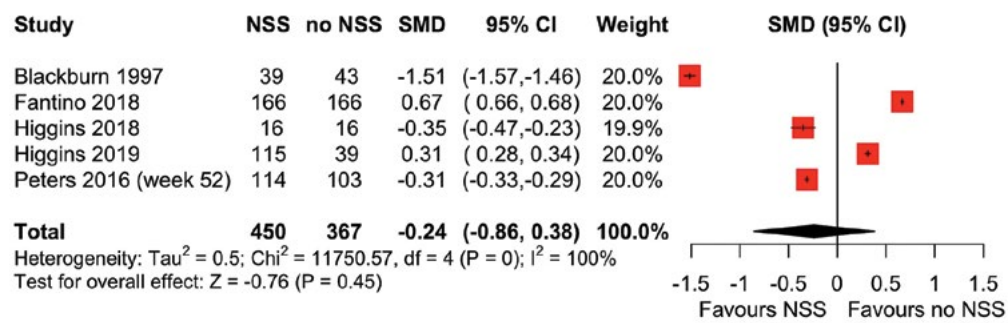 Study NSS no NSS SMD 95% CI Weight SMD (95% CI)
Blackburn 1997 39 43 -1.51 (-1.57,-1.46) 20.0%
Fantino 2018 166 166 0.67 ( 0.66, 0.68) 20.0%
Higgins 2018 16 16 -0.35 (-0.47,-0.23) 19.9%
Higgins 2019 115 39 0.31 ( 0.28, 0.34) 20.0%
Peters 2016 (week 52) 114 103 -0.31 (-0.33,-0.29) 20.0%
Total 450 367 -0.24 (-0.86, 0.38) 100.0%
Heterogeneity: Tau² = 0.5; Chi² = 11750.57, df = 4 (P = 0); I² = 100%
Test for overall effect: Z = -0.76 (P = 0.45)
-1.5 -1 -0.5 0 0.5 1 1.5
Favours NSS Favours no NSS